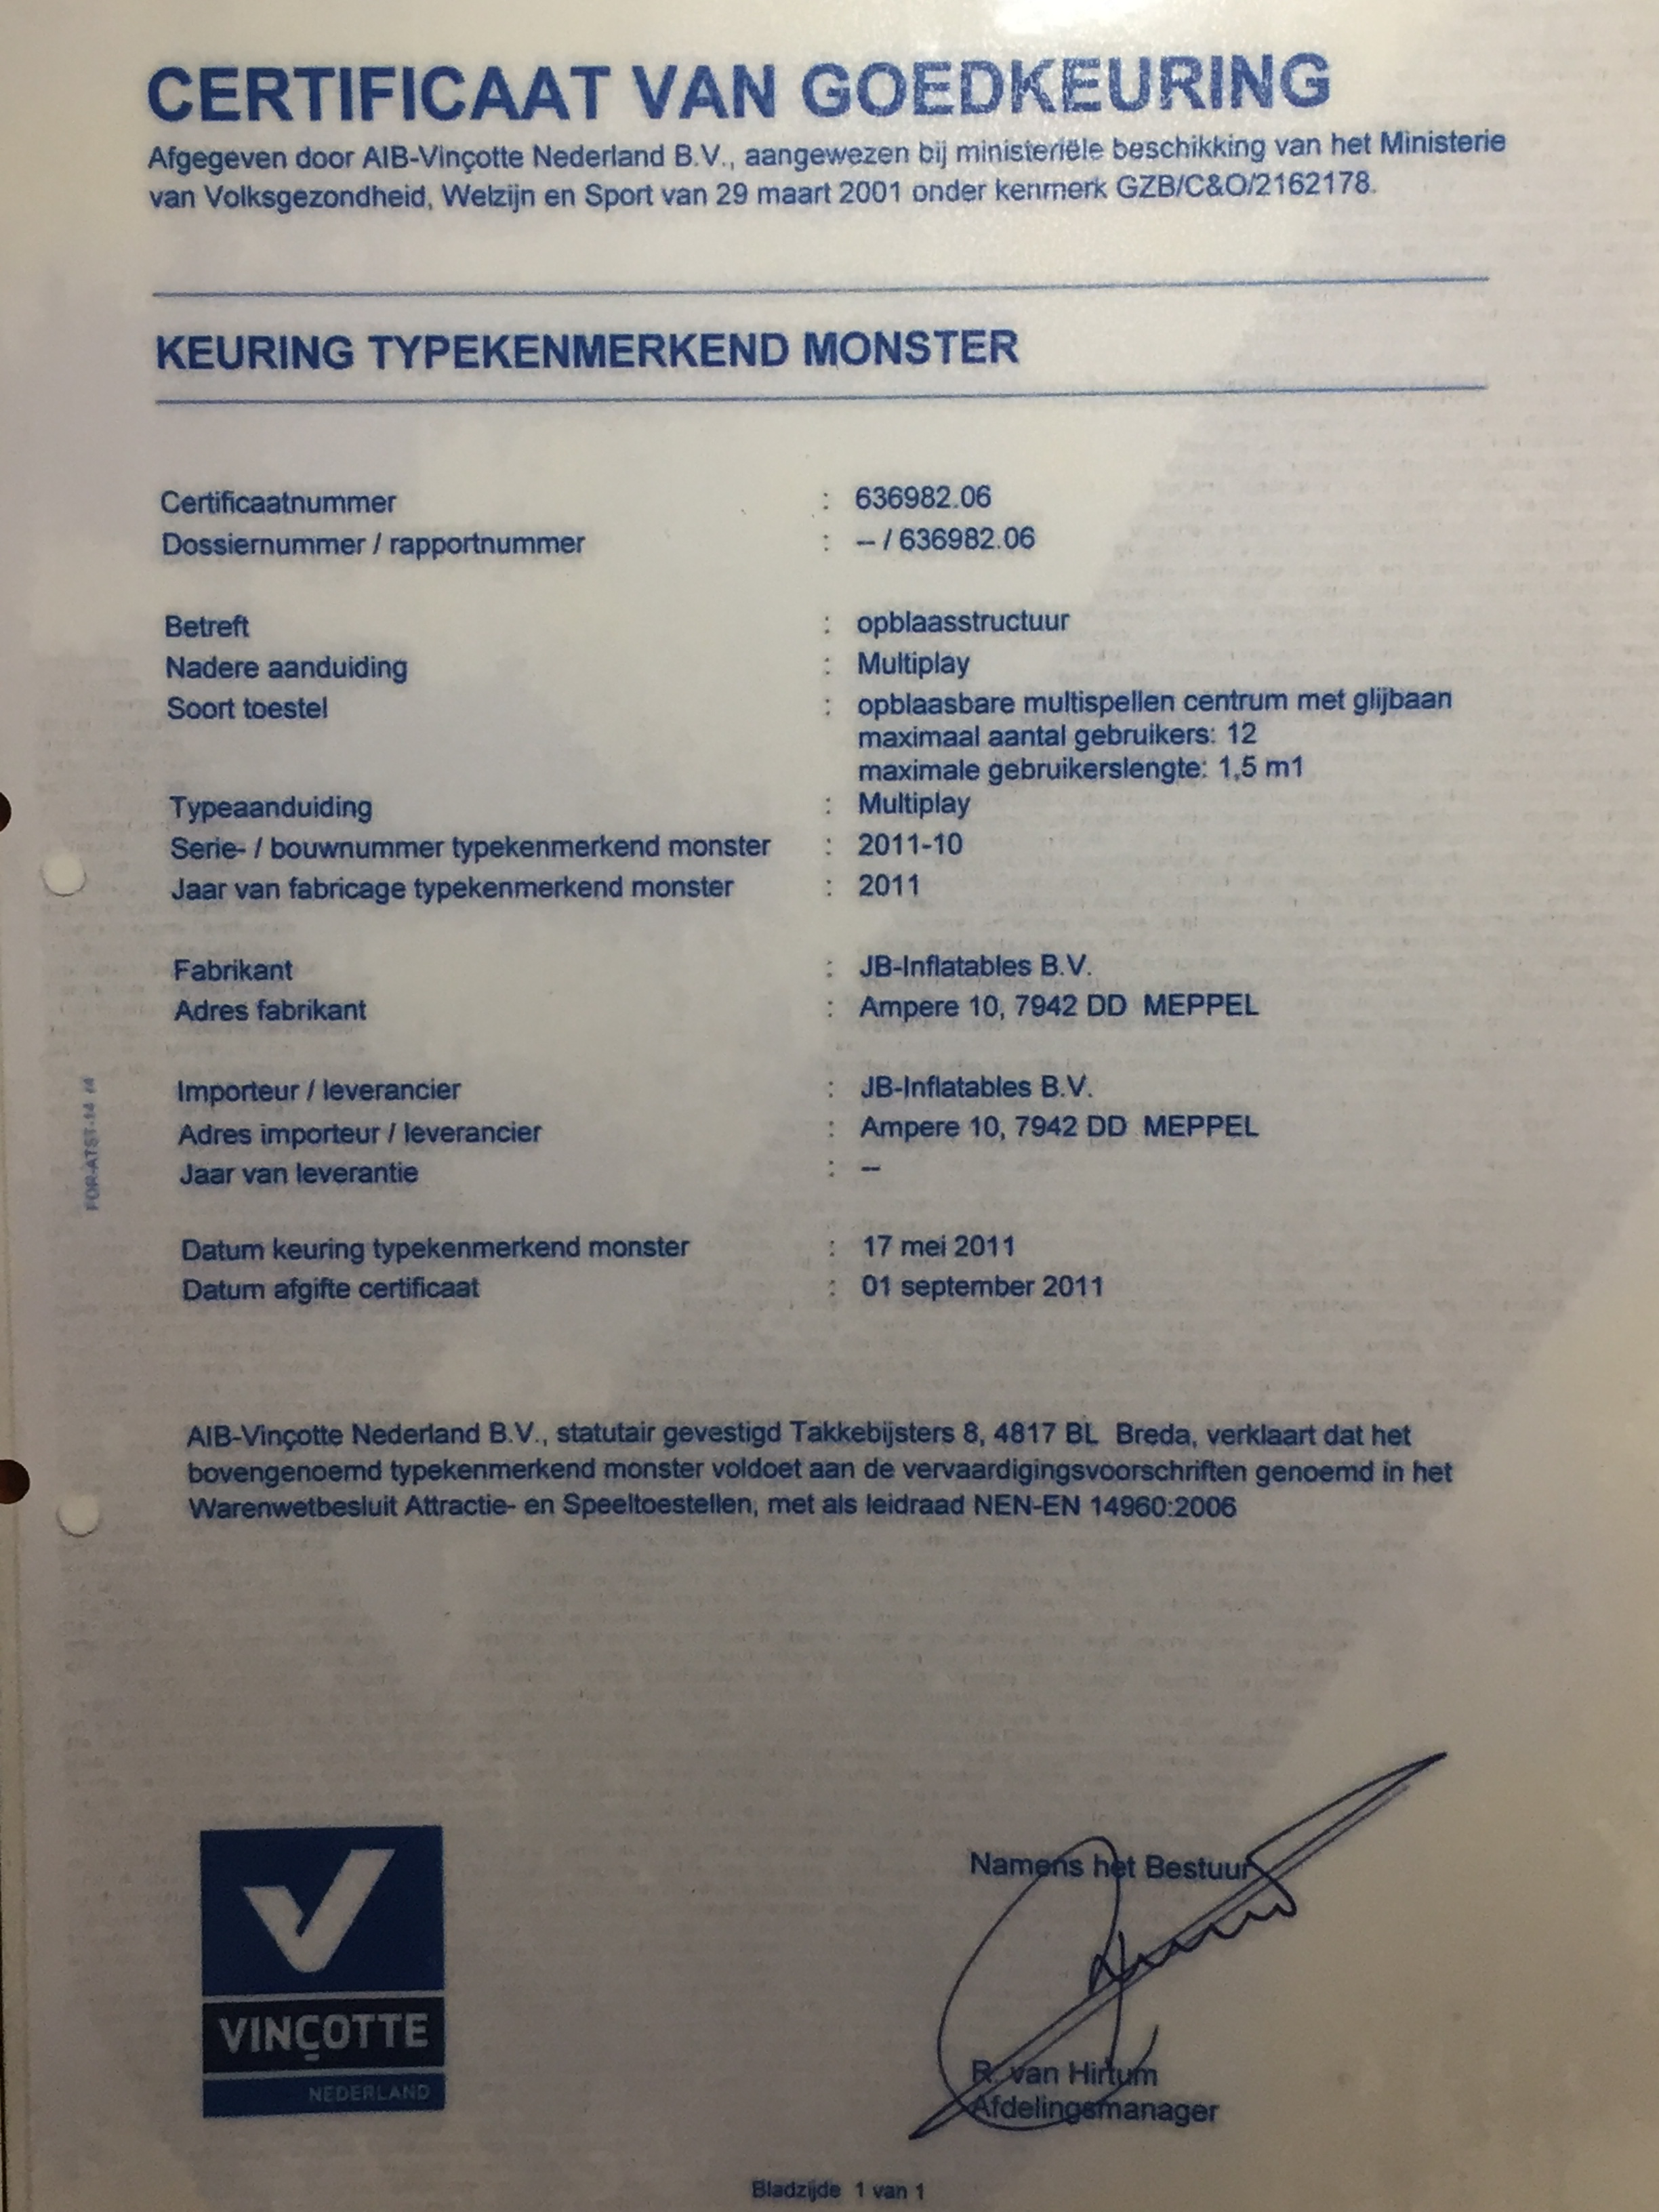 CERTIFICAAT VAN GOEDKEURING
Afgegeven door AIB-Vinçotte Nederland B.V., aangewezen bij ministeriële beschikking van het Ministerie
van Volksgezondheid, Welzijn en Sport van 29 maart 2001 onder kenmerk GZB/C&O/2162178.
KEURING TYPEKENMERKEND MONSTER
Certificaatnummer : 636982.06
Dossiernummer / rapportnummer : – / 636982.06
Betreft : opblaasstructuur
Nadere aanduiding : Multiplay
Soort toestel : opblaasbare multispellen centrum met glijbaan
maximaal aantal gebruikers: 12
maximale gebruikerslengte: 1,5 m1
Typeaanduiding : Multiplay
Serie- / bouwnummer typekenmerkend monster : 2011-10
Jaar van fabricage typekenmerkend monster : 2011
Fabrikant : JB-Inflatables B.V.
Adres fabrikant : Ampere 10, 7942 DD MEPPEL
Importeur / leverancier : JB-Inflatables B.V.
Adres importeur / leverancier : Ampere 10, 7942 DD MEPPEL
Jaar van leverantie : –
Datum keuring typekenmerkend monster : 17 mei 2011
Datum afgifte certificaat : 01 september 2011
FOR-ATST-14 r4
AIB-Vinçotte Nederland B.V., statutair gevestigd Takkebijsters 8, 4817 BL Breda, verklaart dat het
bovengenoemd typekenmerkend monster voldoet aan de vervaardigingsvoorschriften genoemd in het
Warenwetbesluit Attractie- en Speeltoestellen, met als leidraad NEN-EN 14960:2006
Namens het Bestuur
VINÇOTTE
NEDERLAND
R. van Hirtum
Afdelingsmanager
Bladzijde 1 van 1